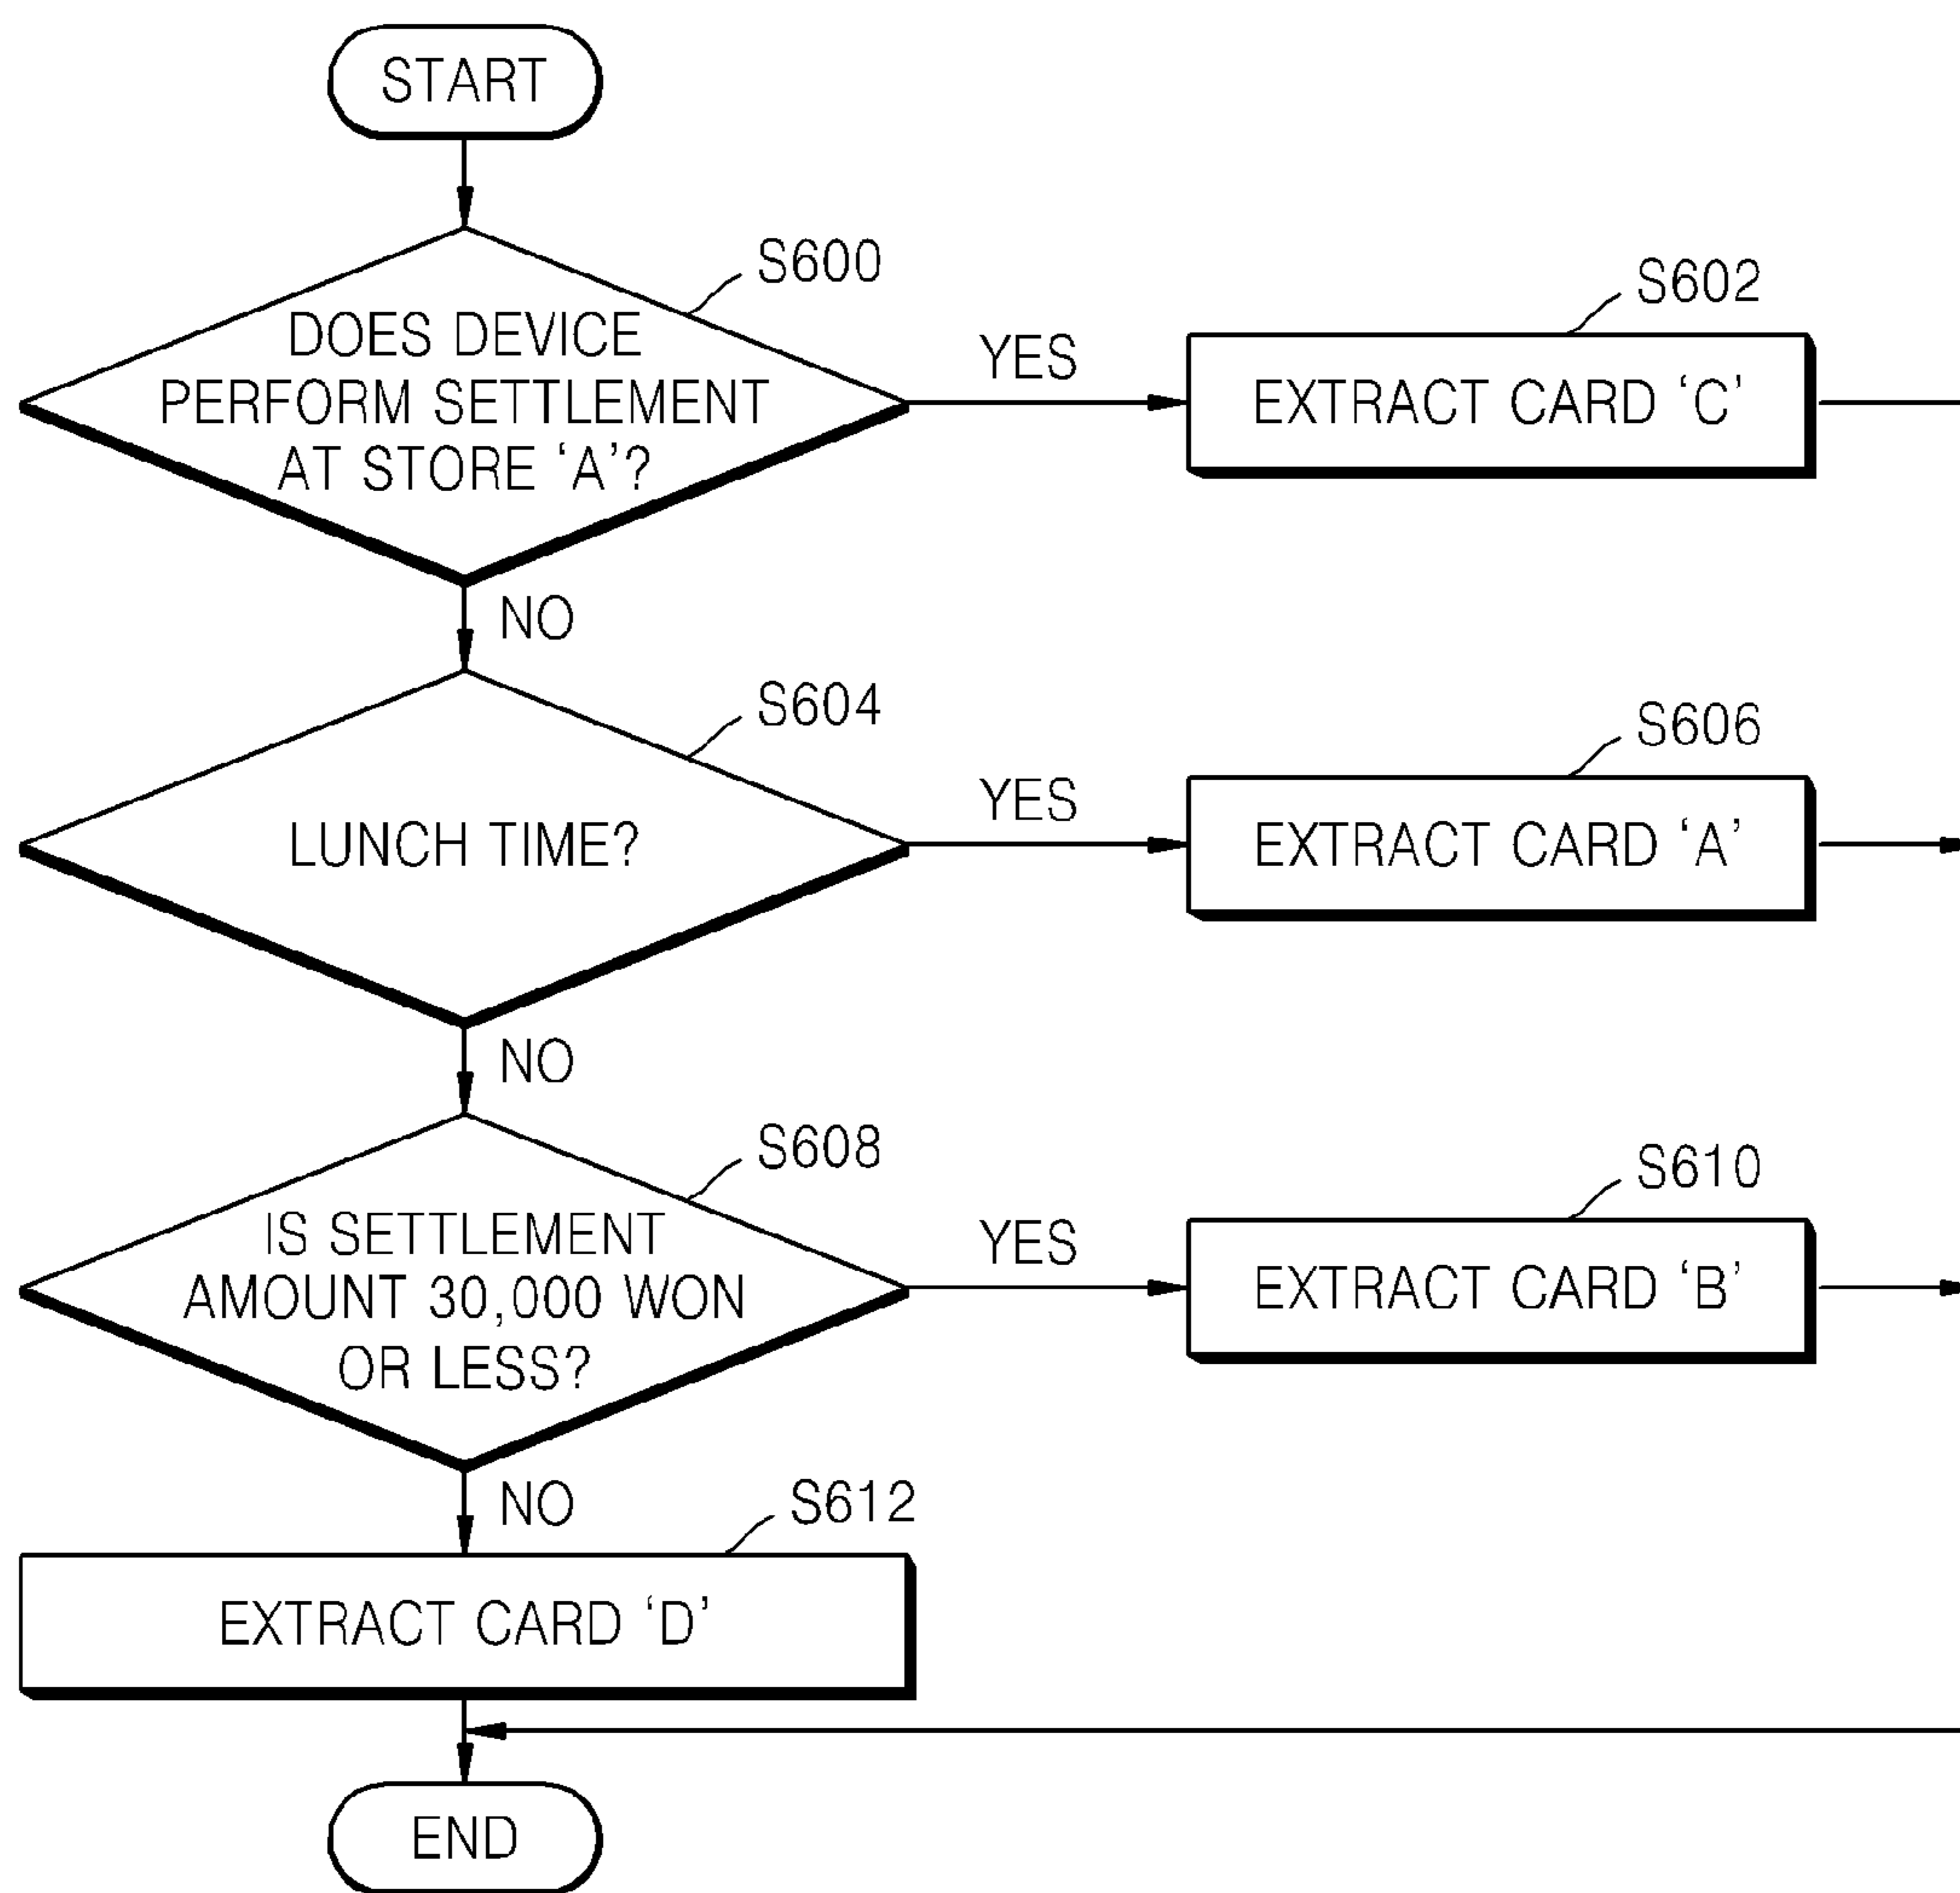 START
S600
DOES DEVICE
PERFORM SETTLEMENT
AT STORE ‘A’?
YES
S602
EXTRACT CARD ‘C’
NO
S604
LUNCH TIME?
YES
S606
EXTRACT CARD ‘A’
NO
S608
IS SETTLEMENT
AMOUNT 30,000 WON
OR LESS?
YES
S610
EXTRACT CARD ‘B’
NO
S612
EXTRACT CARD ‘D’
END